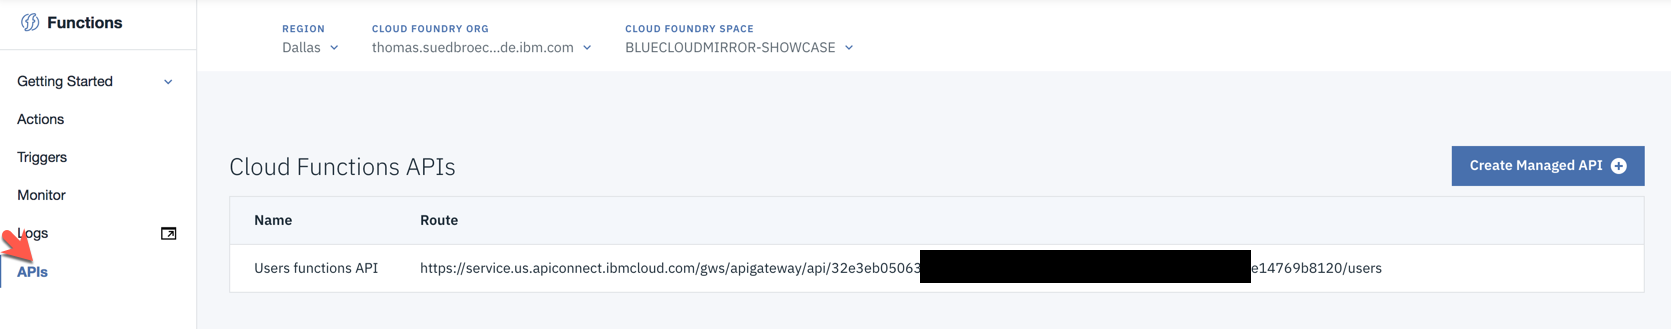 Functions
REGION
Dallas
CLOUD FOUNDRY ORG
thomas.suedbroec...de.ibm.com
CLOUD FOUNDRY SPACE
BLUECLOUDMIRROR-SHOWCASE
Getting Started
Actions
Triggers
Monitor
Logs
APIs
Cloud Functions APIs
Create Managed API
Name Route
Users functions API https://service.us.apiconnect.ibmcloud.com/gws/apigateway/api/32e3eb05063 e14769b8120/users